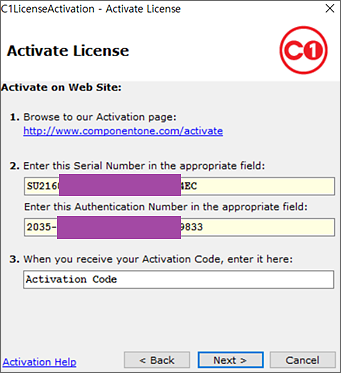 C1LicenseActivation - Activate License
Activate License
C1
Activate on Web Site:
1. Browse to our Activation page:
http://www.componentone.com/activate
2. Enter this Serial Number in the appropriate field:
SU216 4EC
Enter this Authentication Number in the appropriate field:
2035- 9833
3. When you receive your Activation Code, enter it here:
Activation Code
Activation Help
< Back
Next >
Cancel